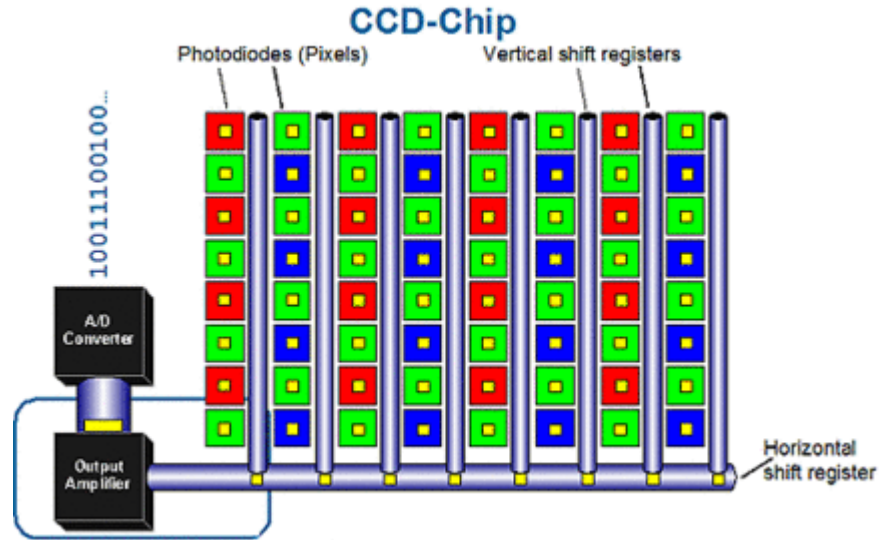 CCD-Chip
Photodiodes (Pixels)
Vertical shift registers
10011100100...
A/D
Converter
Output
Amplifier
Horizontal
shift register